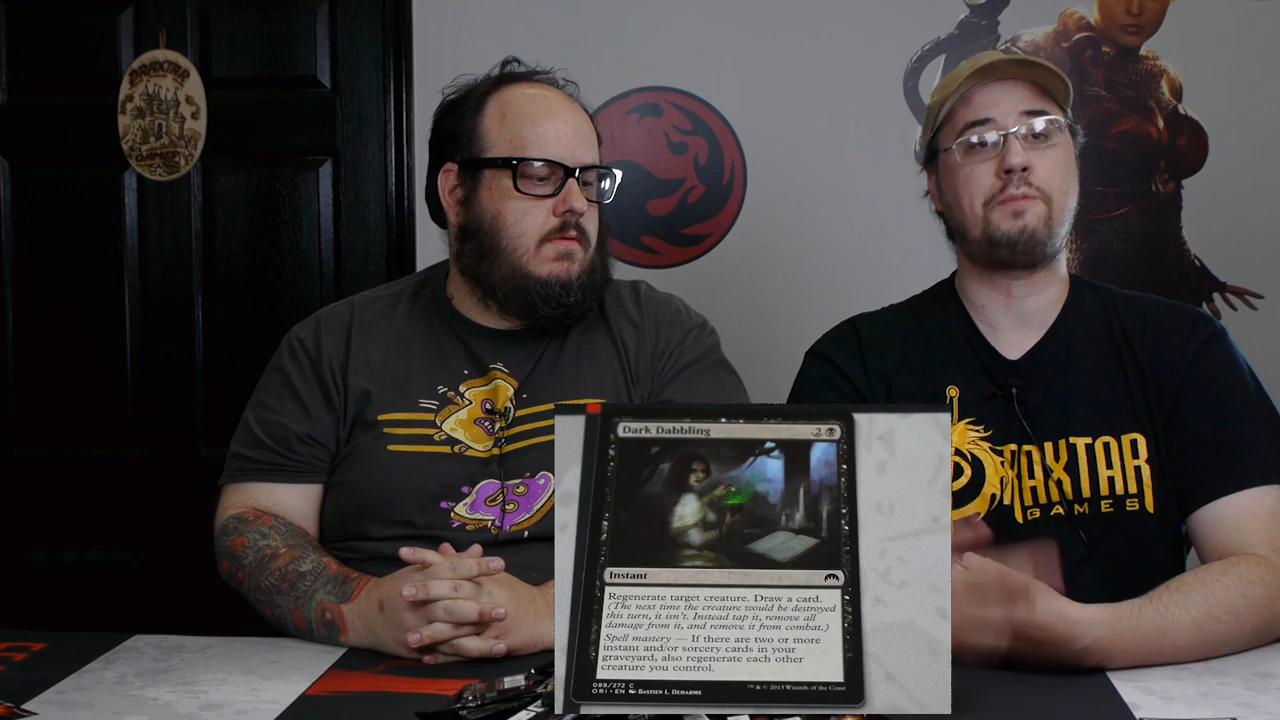 DRAXTAR
GAMES
RAXTAR
GAMES
Dark Dabbling
2
Instant
Regenerate target creature. Draw a card.
(The next time the creature would be destroyed
this turn, it isn't. Instead tap it, remove all
damage from it, and remove it from combat.)
Spell mastery — If there are two or more
instant and/or sorcery cards in your
graveyard, also regenerate each other
creature you control.
089/272 C
ORI • EN Bastien L. Deharme
™ & © 2015 Wizards of the Coast